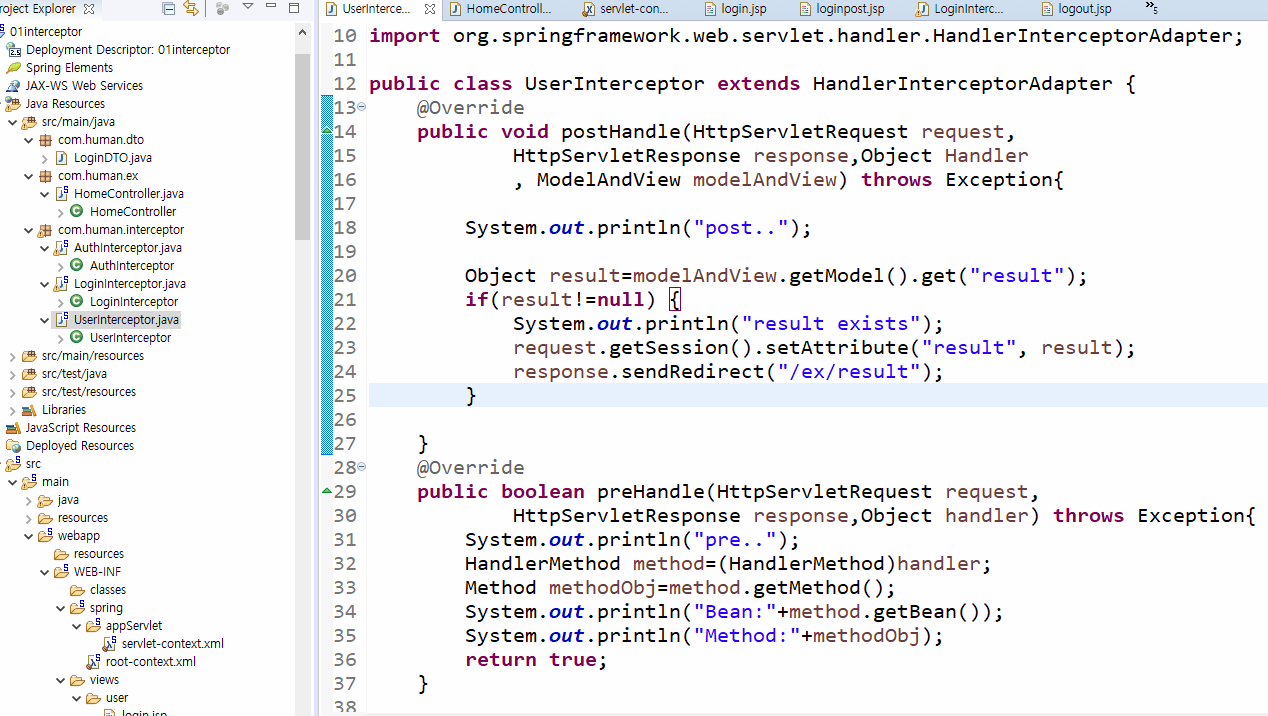 roject Explorer
01interceptor
Deployment Descriptor: 01interceptor
Spring Elements
JAX-WS Web Services
Java Resources
src/main/java
com.human.dto
LoginDTO.java
com.human.ex
HomeController.java
HomeController
com.human.interceptor
AuthInterceptor.java
AuthInterceptor
LoginInterceptor.java
LoginInterceptor
UserInterceptor.java
UserInterceptor
src/main/resources
src/test/java
src/test/resources
Libraries
JavaScript Resources
Deployed Resources
src
main
java
resources
webapp
resources
WEB-INF
classes
spring
appServlet
servlet-context.xml
root-context.xml
views
user
login.jsp
UserInterce... HomeControll... servlet-con... login.jsp loginpost.jsp LoginInterc... logout.jsp »5
10 import org.springframework.web.servlet.handler.HandlerInterceptorAdapter;
11
12 public class UserInterceptor extends HandlerInterceptorAdapter {
13 @Override
14 public void postHandle(HttpServletRequest request,
15 HttpServletResponse response,Object Handler
16 , ModelAndView modelAndView) throws Exception{
17
18 System.out.println("post..");
19
20 Object result=modelAndView.getModel().get("result");
21 if(result!=null) {
22 System.out.println("result exists");
23 request.getSession().setAttribute("result", result);
24 response.sendRedirect("/ex/result");
25 }
26
27 }
28 @Override
29 public boolean preHandle(HttpServletRequest request,
30 HttpServletResponse response,Object handler) throws Exception{
31 System.out.println("pre..");
32 HandlerMethod method=(HandlerMethod)handler;
33 Method methodObj=method.getMethod();
34 System.out.println("Bean:"+method.getBean());
35 System.out.println("Method:"+methodObj);
36 return true;
37 }
38